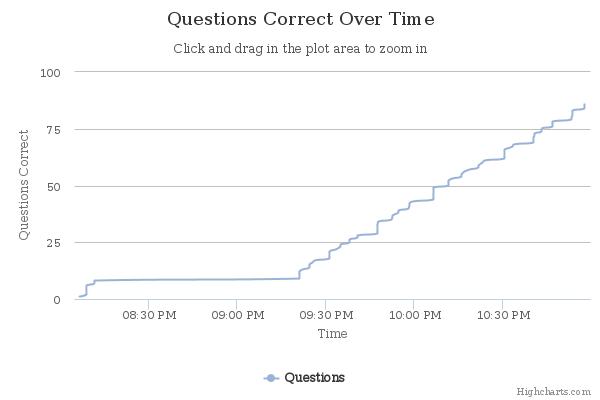 Questions Correct Over Time
Click and drag in the plot area to zoom in
Questions Correct
100
75
50
25
0
08:30 PM 09:00 PM 09:30 PM 10:00 PM 10:30 PM
Time
Questions
Highcharts.com